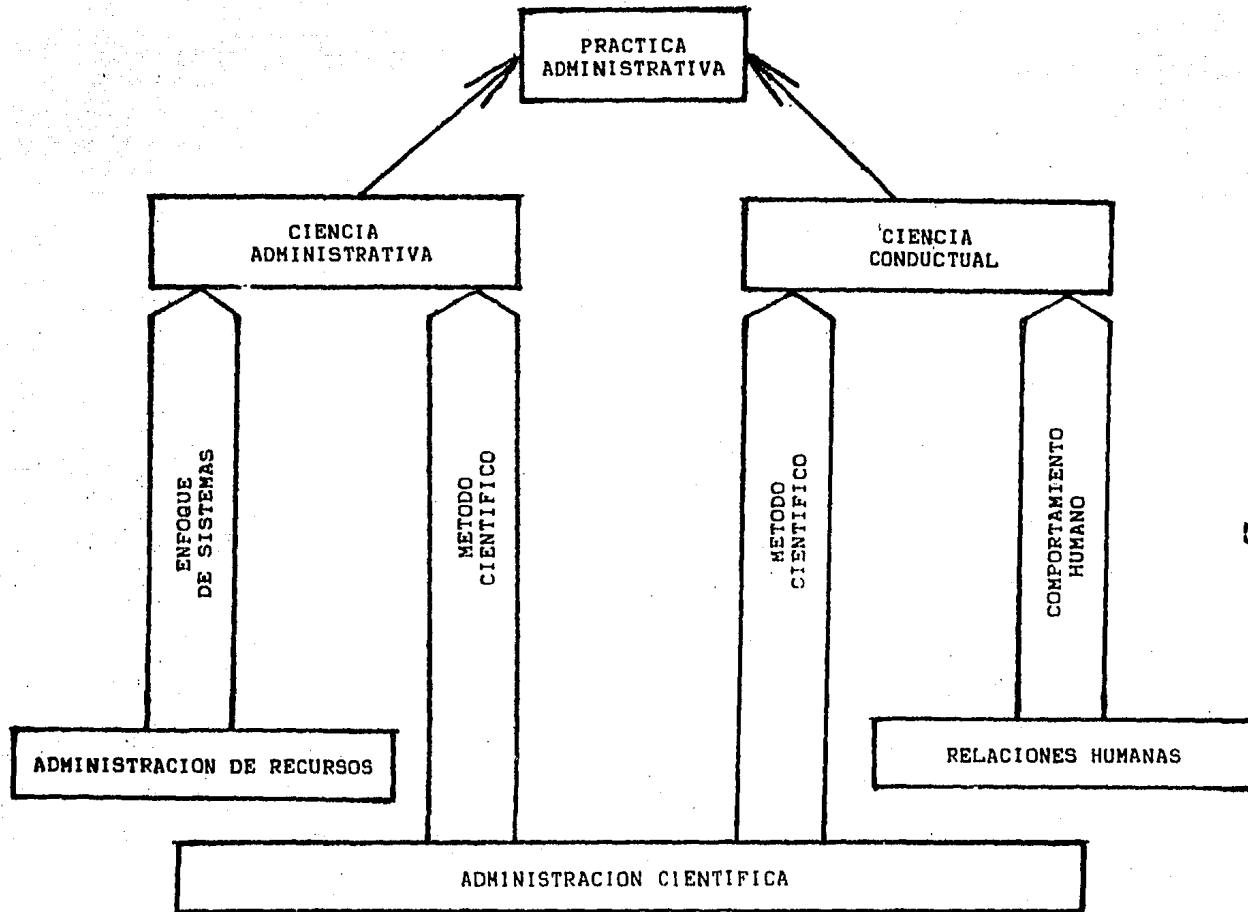 PRACTICA
ADMINISTRATIVA
CIENCIA
ADMINISTRATIVA
CIENCIA
CONDUCTUAL
ENFOQUE
DE SISTEMAS
METODO
CIENTIFICO
METODO
CIENTIFICO
COMPORTAMIENTO
HUMANO
ADMINISTRACION DE RECURSOS
RELACIONES HUMANAS
ADMINISTRACION CIENTIFICA